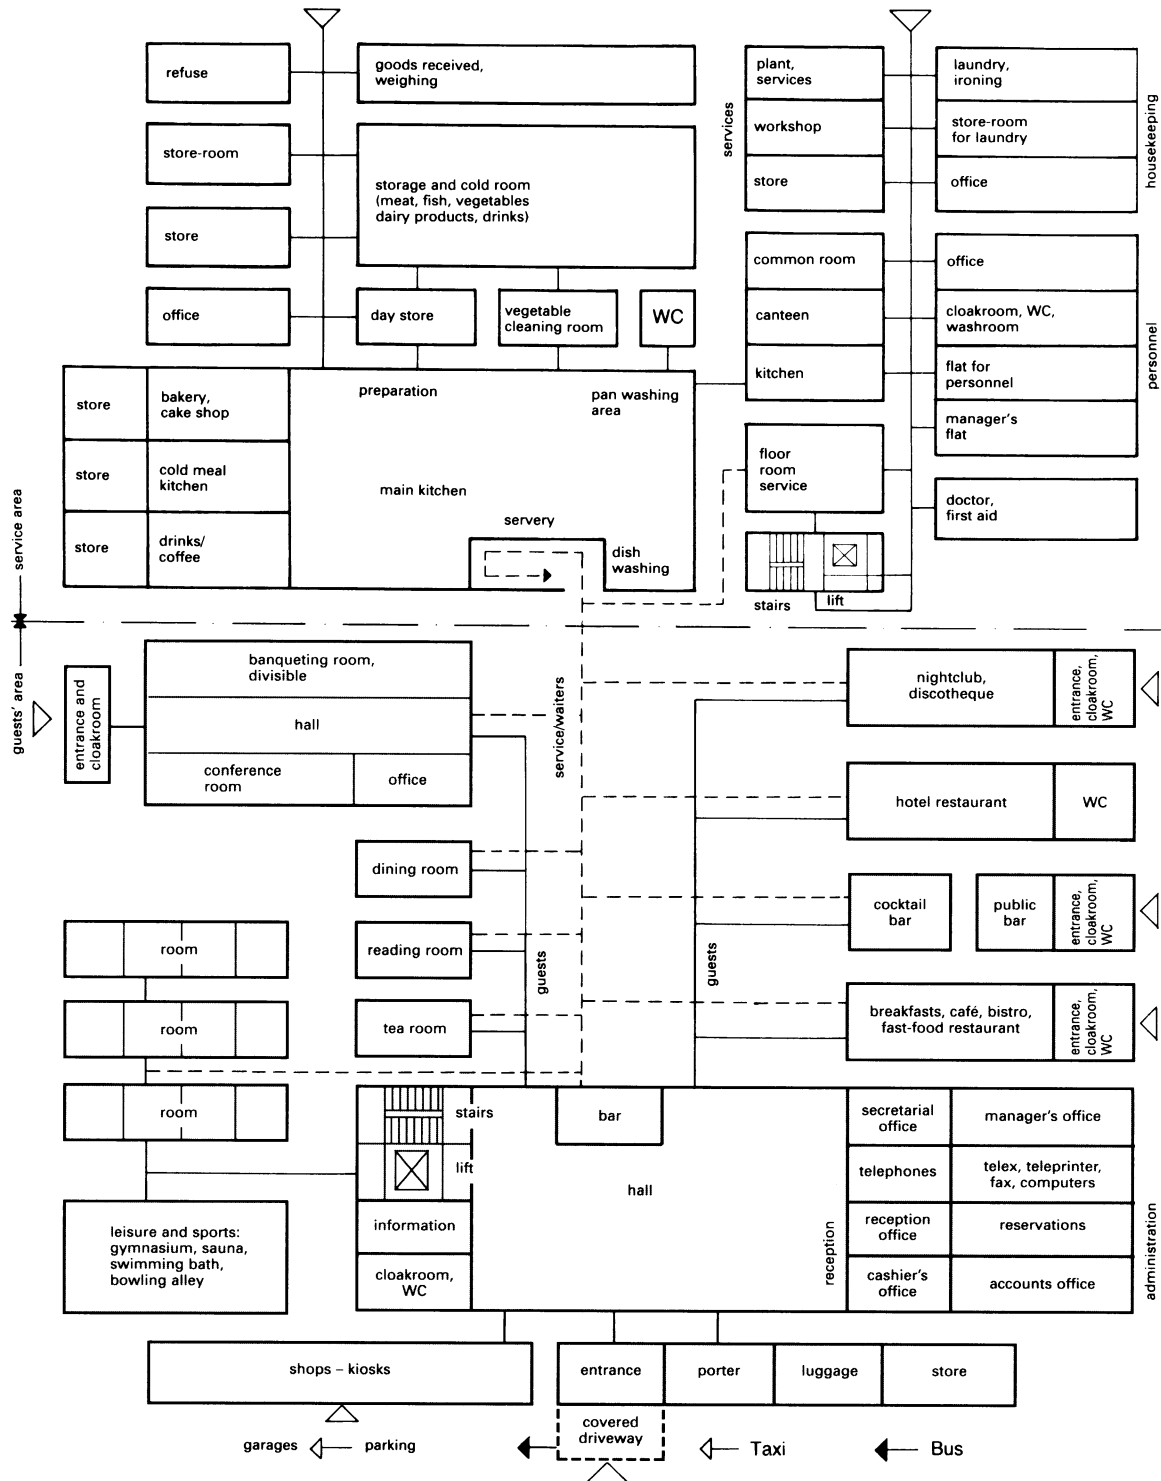 refuse
goods received,
weighing
store-room
storage and cold room
(meat, fish, vegetables
dairy products, drinks)
store
office
day store
vegetable
cleaning room
WC
services
plant,
services
workshop
store
laundry,
ironing
store-room
for laundry
office
housekeeping
common room
canteen
kitchen
office
cloakroom, WC,
washroom
flat for
personnel
manager's
flat
personnel
floor
room
service
doctor,
first aid
stairs
lift
store
bakery,
cake shop
store
cold meal
kitchen
store
drinks/
coffee
preparation
pan washing
area
main kitchen
servery
dish
washing
service area
guests' area
entrance and
cloakroom
banqueting room,
divisible
hall
conference
room
office
service/waiters
nightclub,
discotheque
entrance,
cloakroom,
WC
hotel restaurant
WC
dining room
cocktail
bar
public
bar
entrance,
cloakroom,
WC
room
reading room
guests
guests
room
tea room
breakfasts, café, bistro,
fast-food restaurant
entrance,
cloakroom,
WC
room
stairs
lift
bar
hall
information
cloakroom,
WC
reception
secretarial
office
manager's office
telephones
telex, teleprinter,
fax, computers
reception
office
reservations
cashier's
office
accounts office
administration
leisure and sports:
gymnasium, sauna,
swimming bath,
bowling alley
shops – kiosks
entrance
porter
luggage
store
covered
driveway
garages
parking
Taxi
Bus